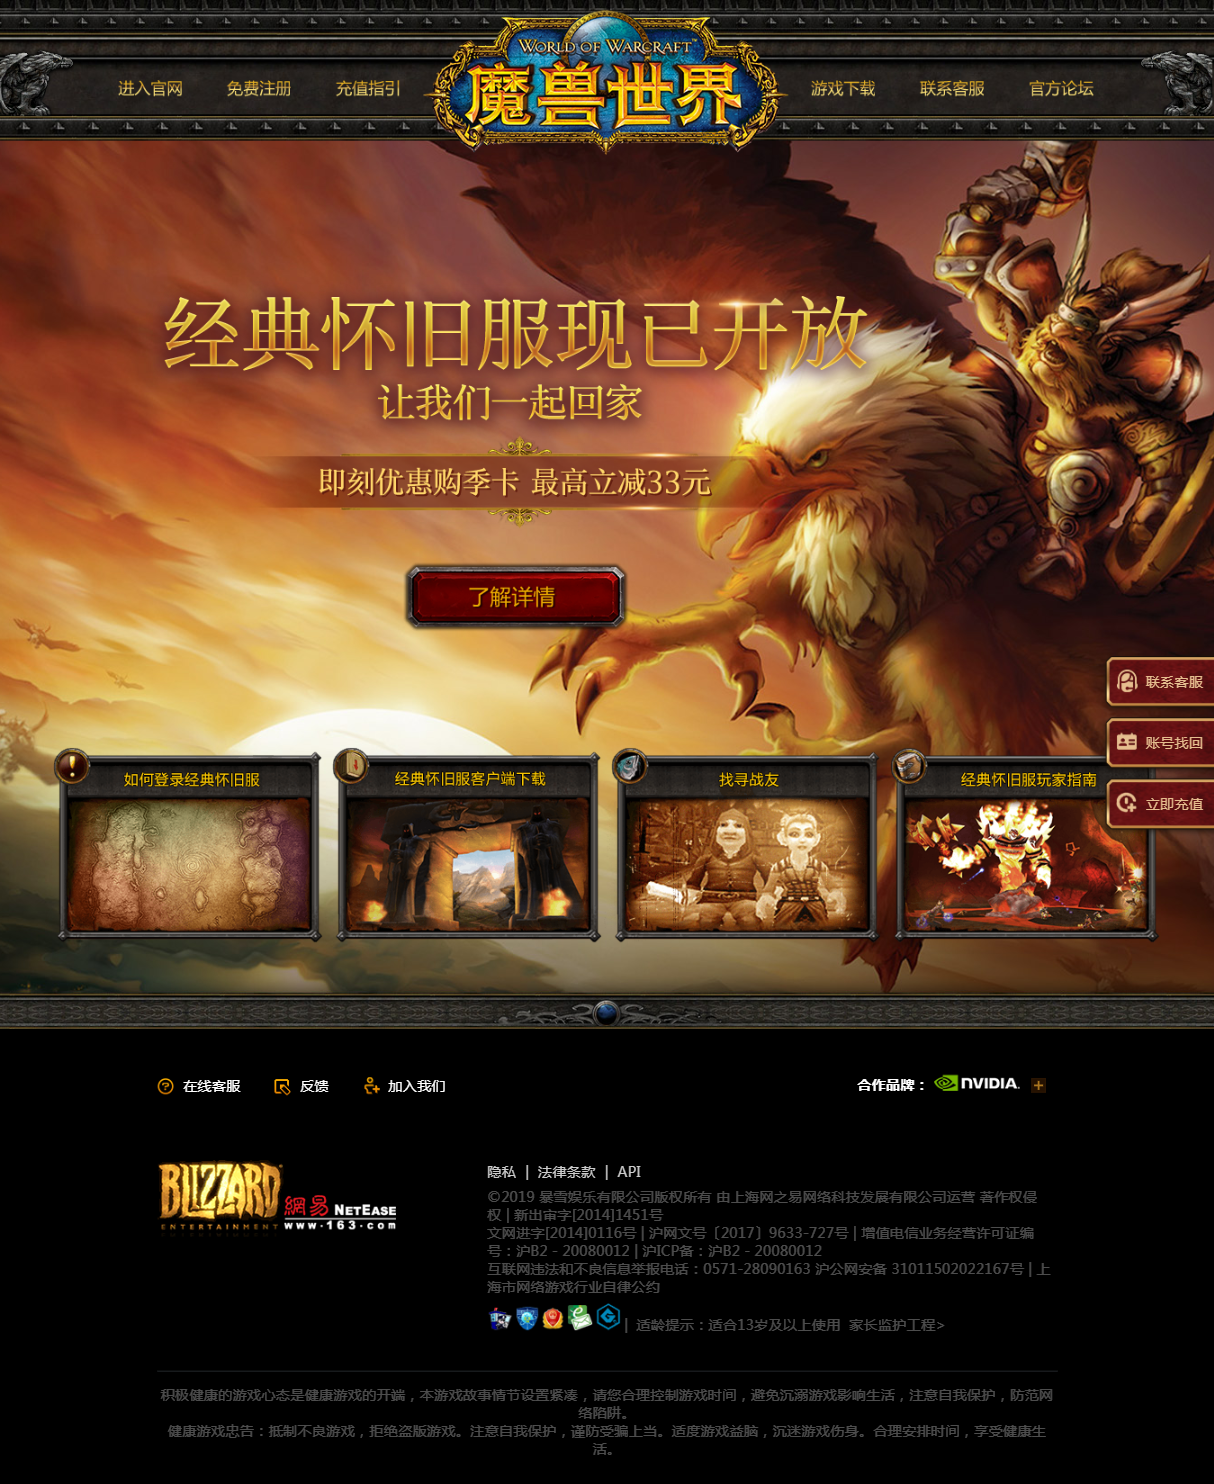 进入官网 免费注册 充值指引 WORLD OF WARCRAFT 游戏下载 联系客服 官方论坛
魔兽世界
经典怀旧服现已开放
让我们一起回家
即刻优惠购季卡 最高立减33元
了解详情
联系客服
账号找回
立即充值
如何登录经典怀旧服 经典怀旧服客户端下载 找寻战友 经典怀旧服玩家指南
在线客服 反馈 加入我们 合作品牌： NVIDIA.
BLIZZARD
ENTERTAINMENT
網易 NETEASE
www.163.com
隐私 | 法律条款 | API
©2019 暴雪娱乐有限公司版权所有 由上海网之易网络科技发展有限公司运营 著作权侵
权 | 新出审字[2014]1451号
文网进字[2014]0116号 | 沪网文号〔2017〕9633-727号 | 增值电信业务经营许可证编
号：沪B2 - 20080012 | 沪ICP备：沪B2 - 20080012
互联网违法和不良信息举报电话：0571-28090163 沪公网安备 31011502022167号 | 上
海市网络游戏行业自律公约
| 适龄提示：适合13岁及以上使用 家长监护工程>
积极健康的游戏心态是健康游戏的开端，本游戏故事情节设置紧凑，请您合理控制游戏时间，避免沉溺游戏影响生活，注意自我保护，防范网
络陷阱。
健康游戏忠告：抵制不良游戏，拒绝盗版游戏。注意自我保护，谨防受骗上当。适度游戏益脑，沉迷游戏伤身。合理安排时间，享受健康生
活。